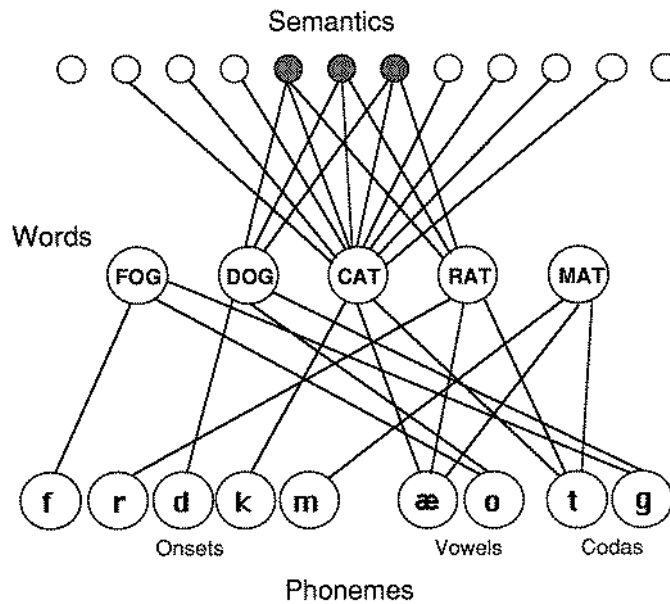 Semantics
Words
FOG DOG CAT RAT MAT
f r d k m æ o t g
Onsets Vowels Codas
Phonemes